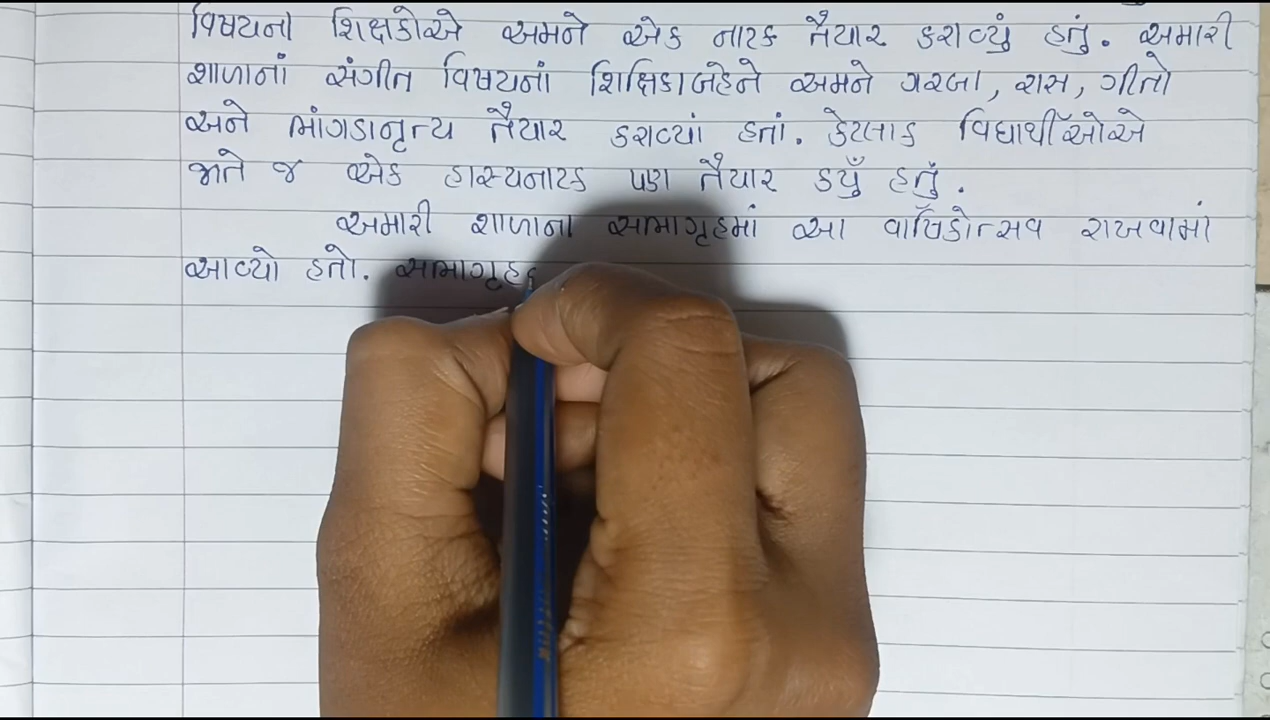 વિષયના શિક્ષકોએ અમને એક નાટક તૈયાર કરાવ્યું હતું. અમારી
શાળાનાં સંગીત વિષયનાં શિક્ષિકાબહેને અમને ગરબા, રાસ, ગીતો
અને ભાંગડાનૃત્ય તૈયાર કરાવ્યાં હતાં. કેટલાક વિદ્યાર્થીઓએ
જાતે જ એક હાસ્યનાટક પણ તૈયાર કર્યું હતું.
અમારી શાળાના સભાગૃહમાં આ વાર્ષિકોત્સવ રાખવામાં
આવ્યો હતો. સભાગૃહ